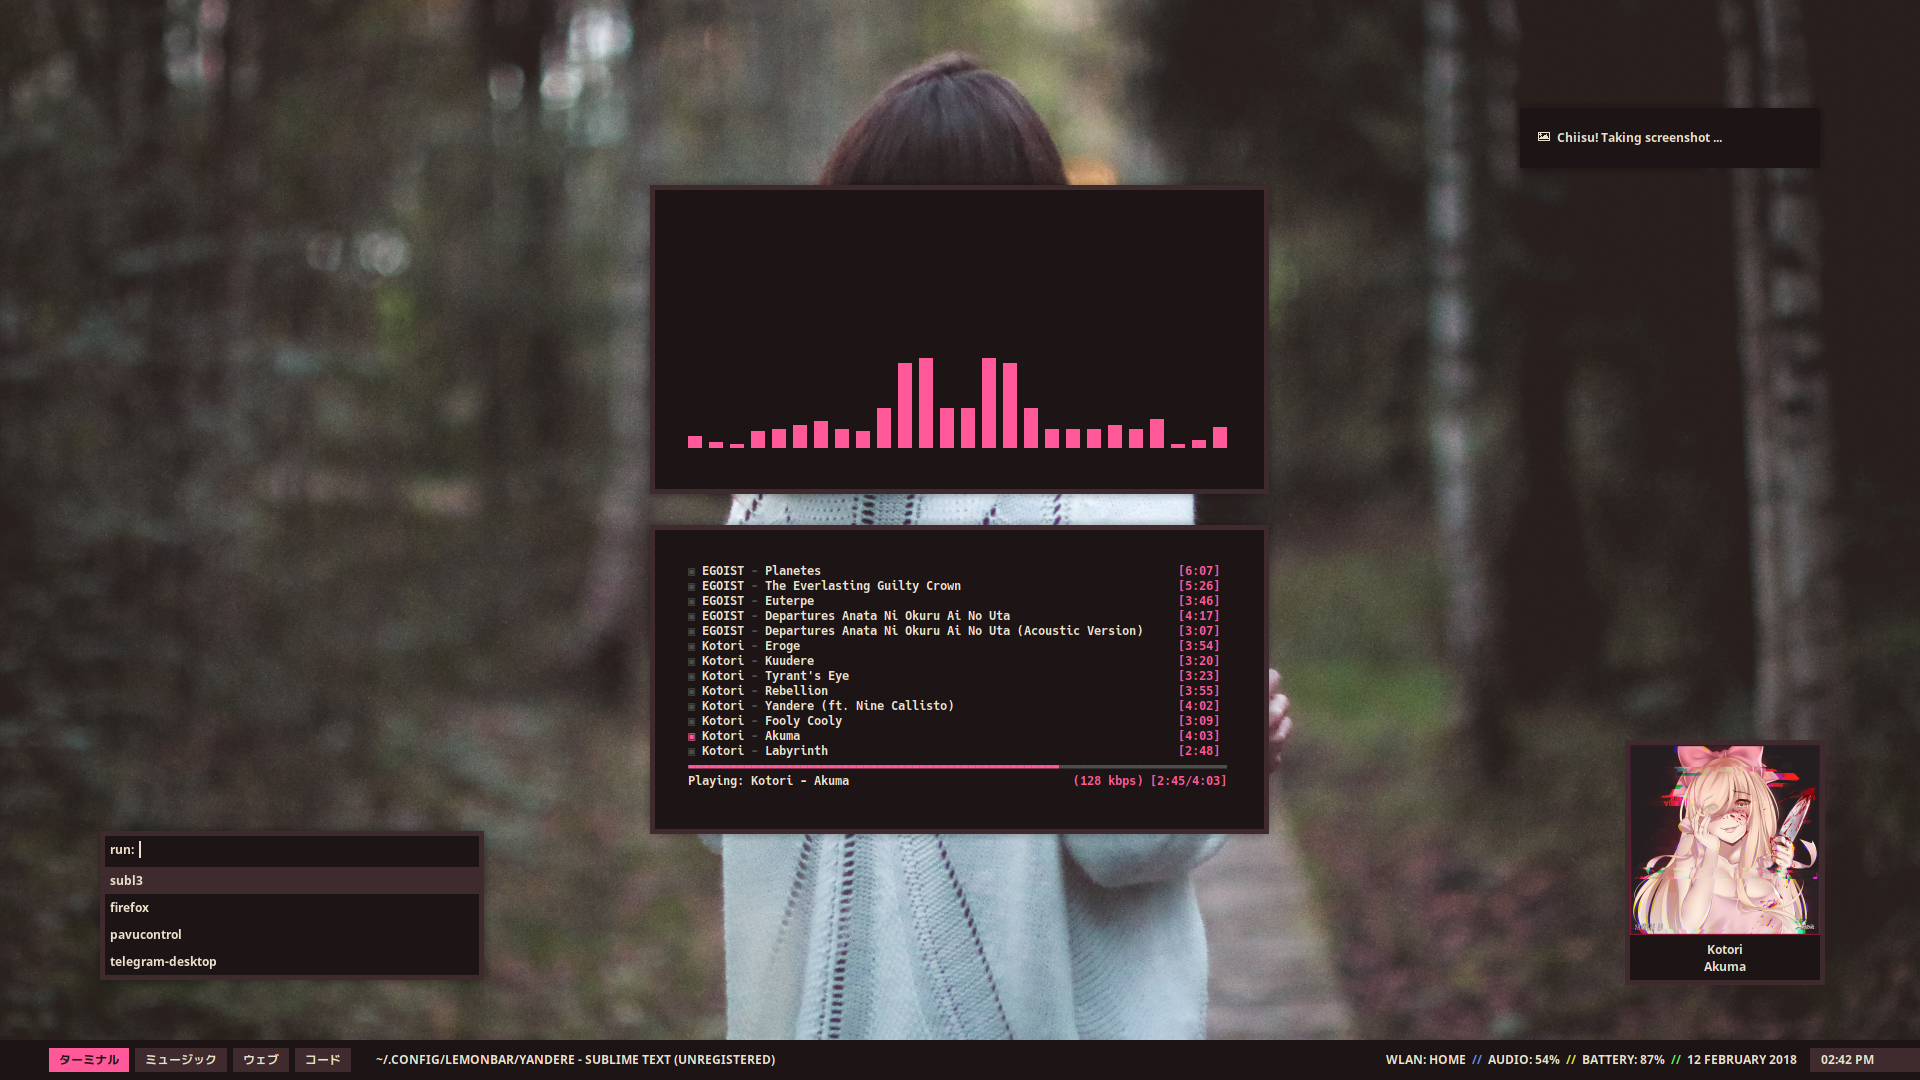 Chiisu! Taking screenshot ...
EGOIST - Planetes [6:07]
EGOIST - The Everlasting Guilty Crown [5:26]
EGOIST - Euterpe [3:46]
EGOIST - Departures Anata Ni Okuru Ai No Uta [4:17]
EGOIST - Departures Anata Ni Okuru Ai No Uta (Acoustic Version) [3:07]
Kotori - Eroge [3:54]
Kotori - Kuudere [3:20]
Kotori - Tyrant's Eye [3:23]
Kotori - Rebellion [3:55]
Kotori - Yandere (ft. Nine Callisto) [4:02]
Kotori - Fooly Cooly [3:09]
Kotori - Akuma [4:03]
Kotori - Labyrinth [2:48]
Playing: Kotori - Akuma (128 kbps) [2:45/4:03]
run:
subl3
firefox
pavucontrol
telegram-desktop
Kotori
Akuma
ターミナル ミュージック ウェブ コード ~/.CONFIG/LEMONBAR/YANDERE - SUBLIME TEXT (UNREGISTERED) WLAN: HOME // AUDIO: 54% // BATTERY: 87% // 12 FEBRUARY 2018 02:42 PM